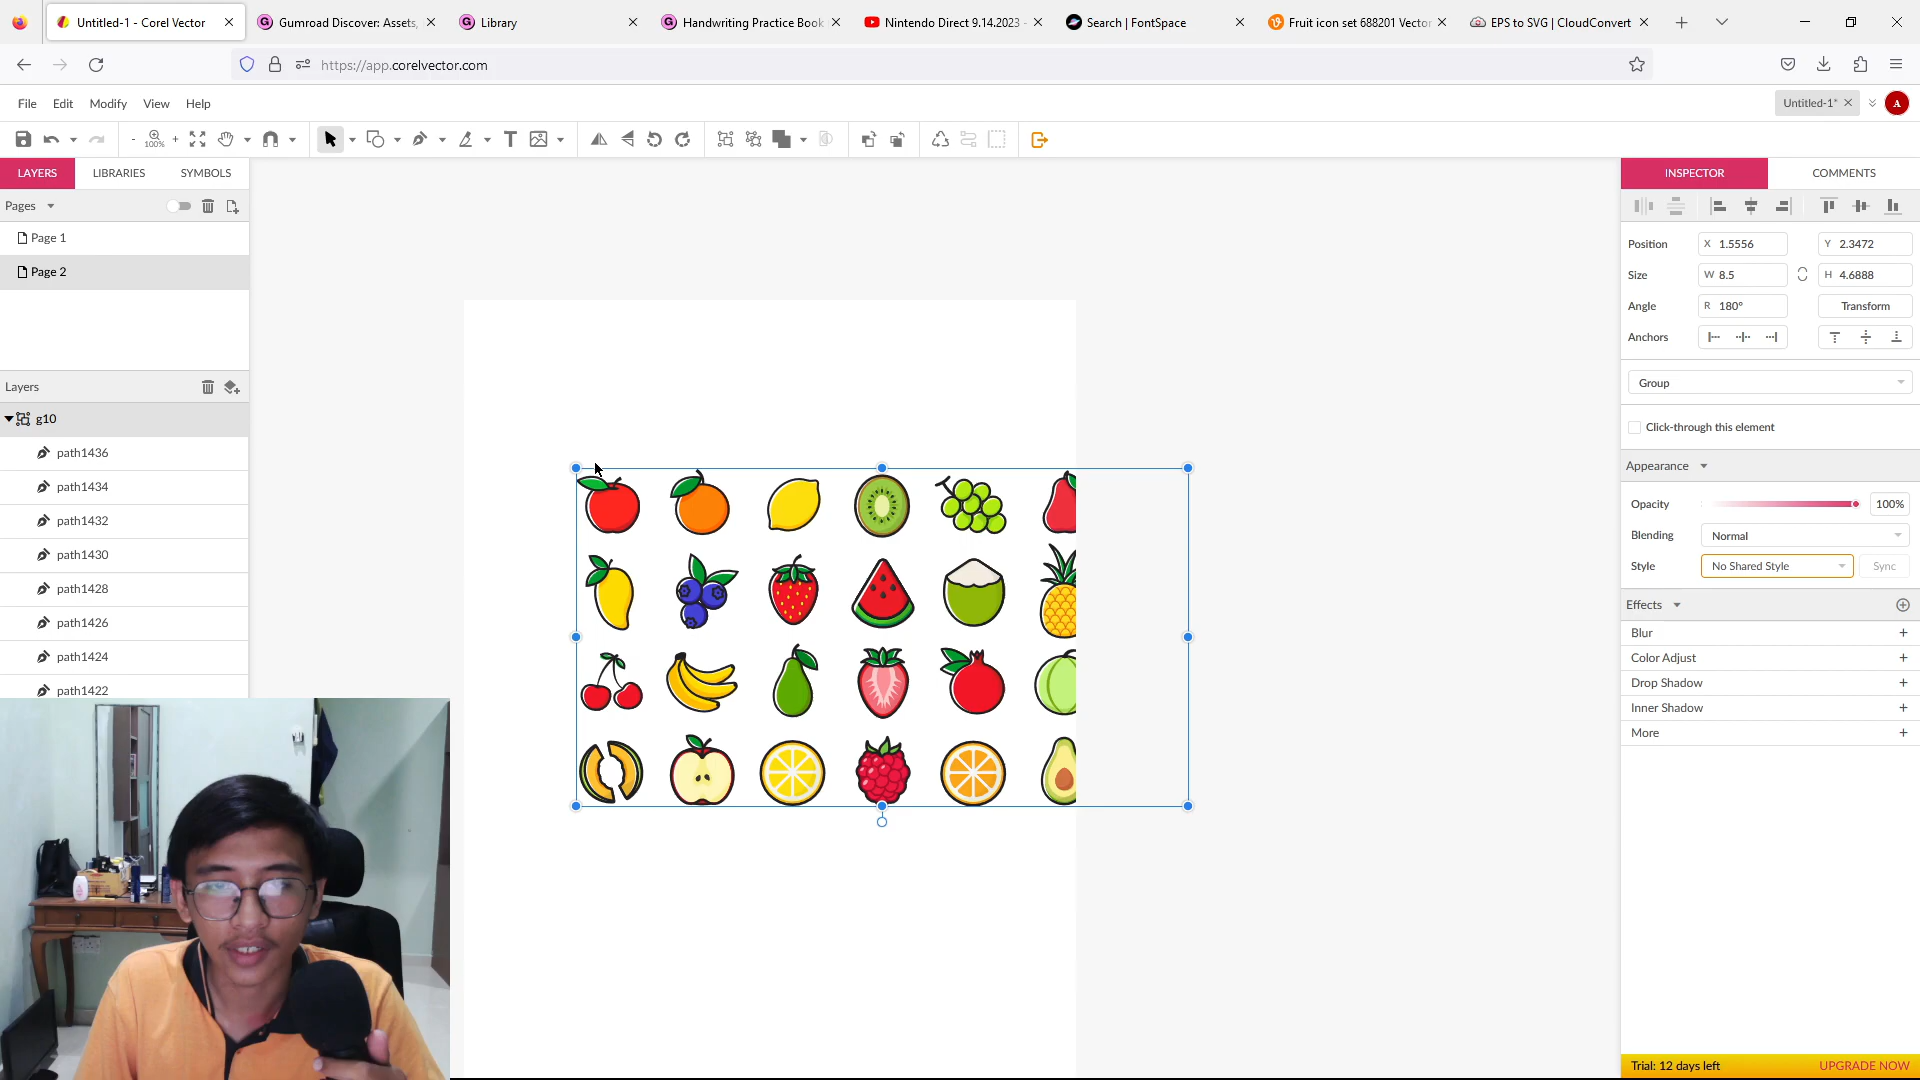 Untitled-1 - Corel Vector
Gumroad Discover: Assets,
Library
Handwriting Practice Book
Nintendo Direct 9.14.2023 -
Search | FontSpace
Fruit icon set 688201 Vector
EPS to SVG | CloudConvert
https://app.corelvector.com
File Edit Modify View Help
Untitled-1*
A
- 100% +
T
LAYERS LIBRARIES SYMBOLS
INSPECTOR COMMENTS
Pages
Page 1
Page 2
Layers
g10
path1436
path1434
path1432
path1430
path1428
path1426
path1424
path1422
Position X 1.5556 Y 2.3472
Size W 8.5 H 4.6888
Angle R 180° Transform
Anchors
Group
Click-through this element
Appearance
Opacity 100%
Blending Normal
Style No Shared Style Sync
Effects
Blur +
Color Adjust +
Drop Shadow +
Inner Shadow +
More +
Trial: 12 days left UPGRADE NOW